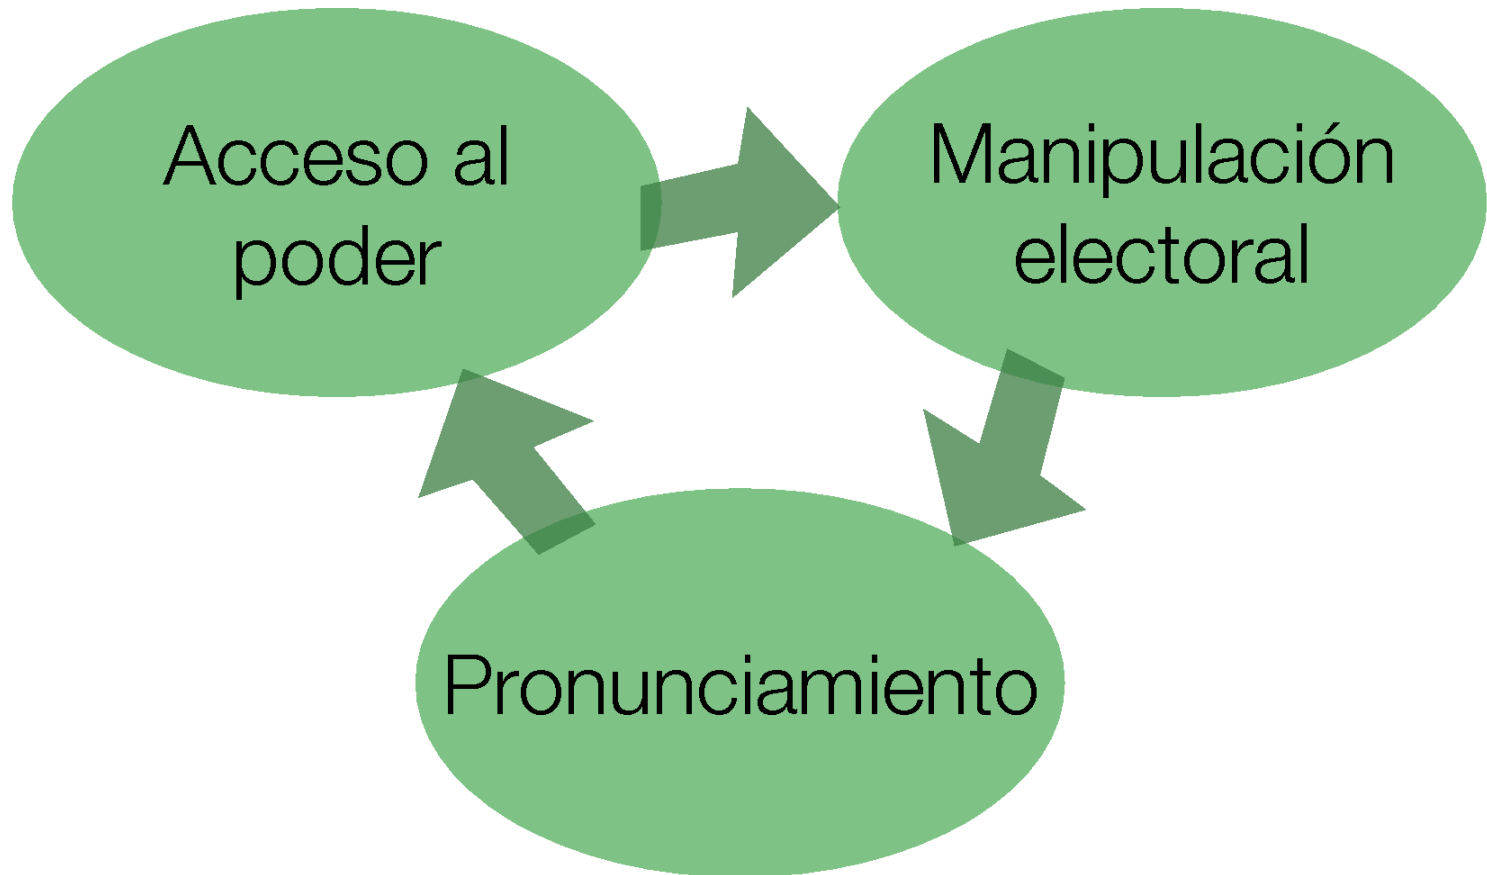 Acceso al
poder
Manipulación
electoral
Pronunciamiento